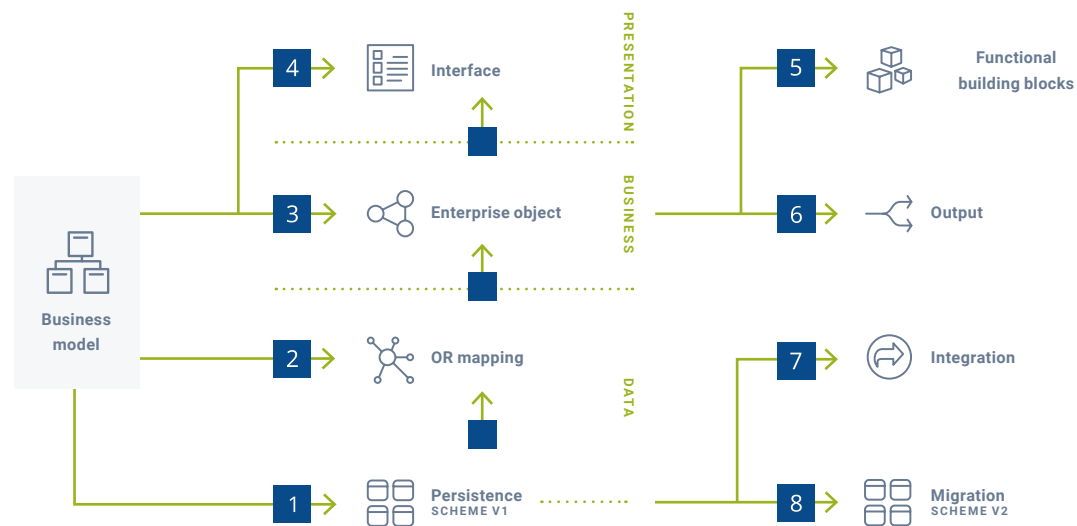 4
Interface
PRESENTATION
5
Functional
building blocks
Business
model
3
Enterprise object
BUSINESS
6
Output
2
OR mapping
DATA
7
Integration
1
Persistence
SCHEME V1
8
Migration
SCHEME V2